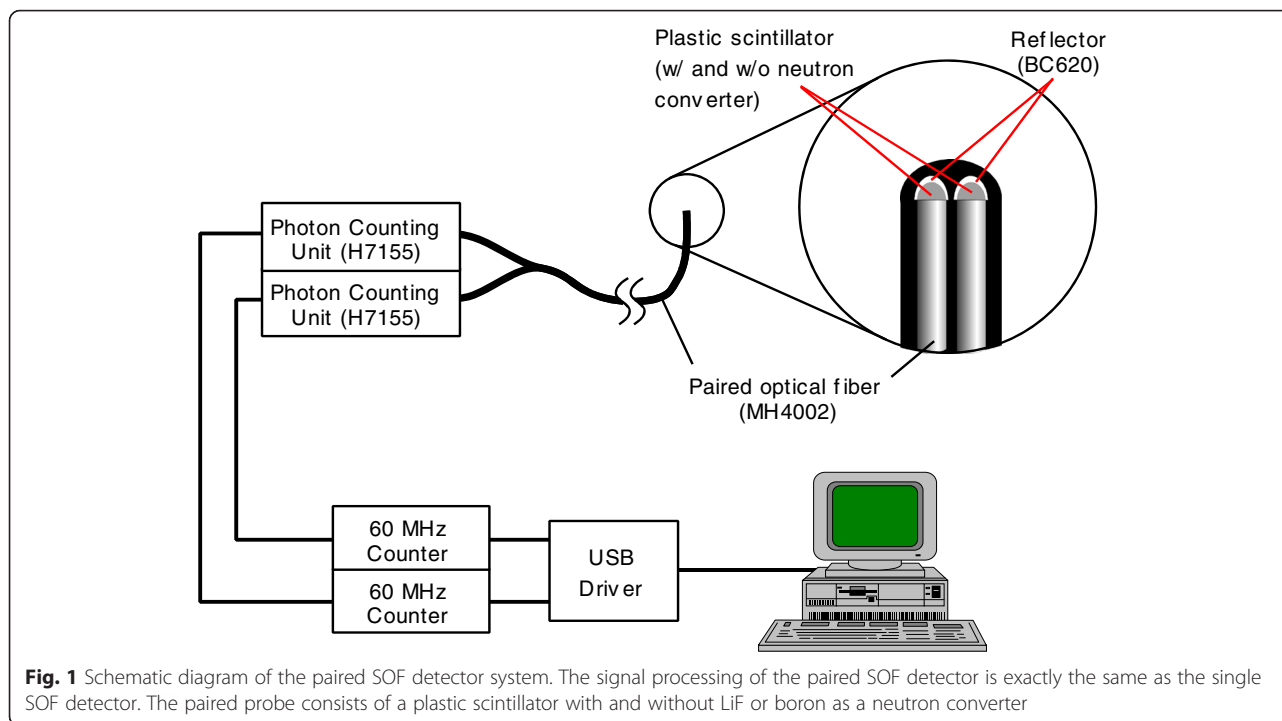 Plastic scintillator
(w/ and w/o neutron
converter)
Reflector
(BC620)
Photon Counting
Unit (H7155)
Photon Counting
Unit (H7155)
Paired optical fiber
(MH4002)
60 MHz
Counter
60 MHz
Counter
USB
Driver
Fig. 1 Schematic diagram of the paired SOF detector system. The signal processing of the paired SOF detector is exactly the same as the single
SOF detector. The paired probe consists of a plastic scintillator with and without LiF or boron as a neutron converter